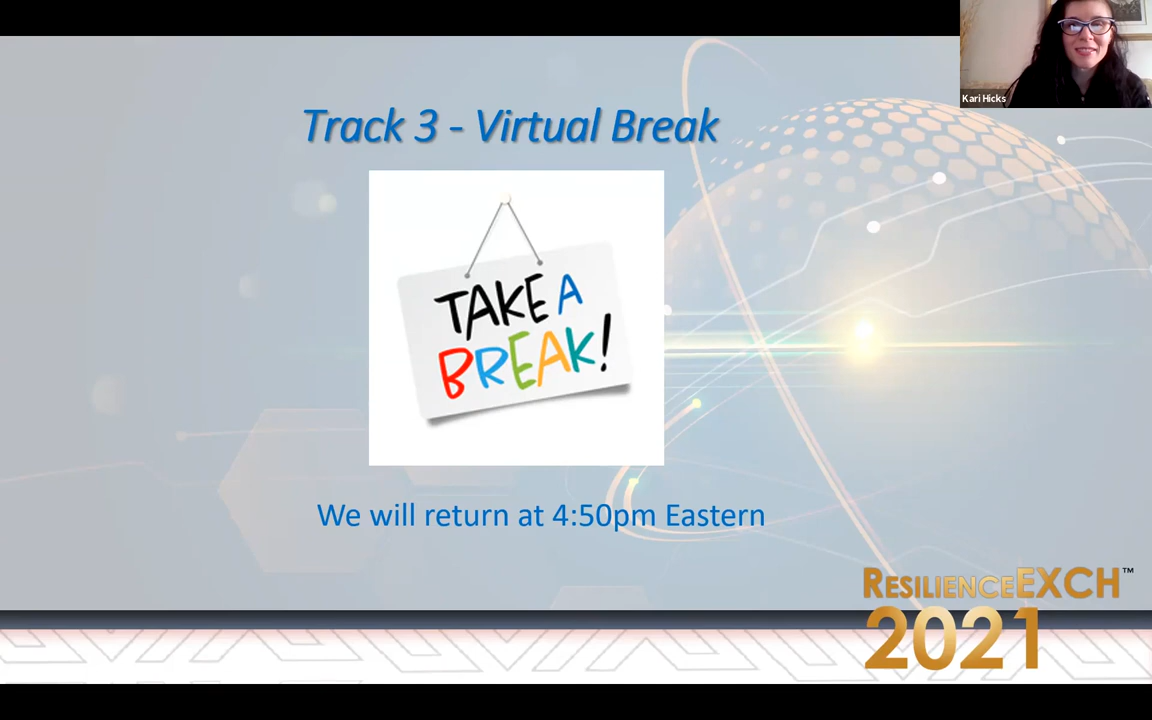 Kari Hicks
Track 3 - Virtual Break
TAKE A
BREAK!
We will return at 4:50pm Eastern
RESILIENCEEXCH™
2021